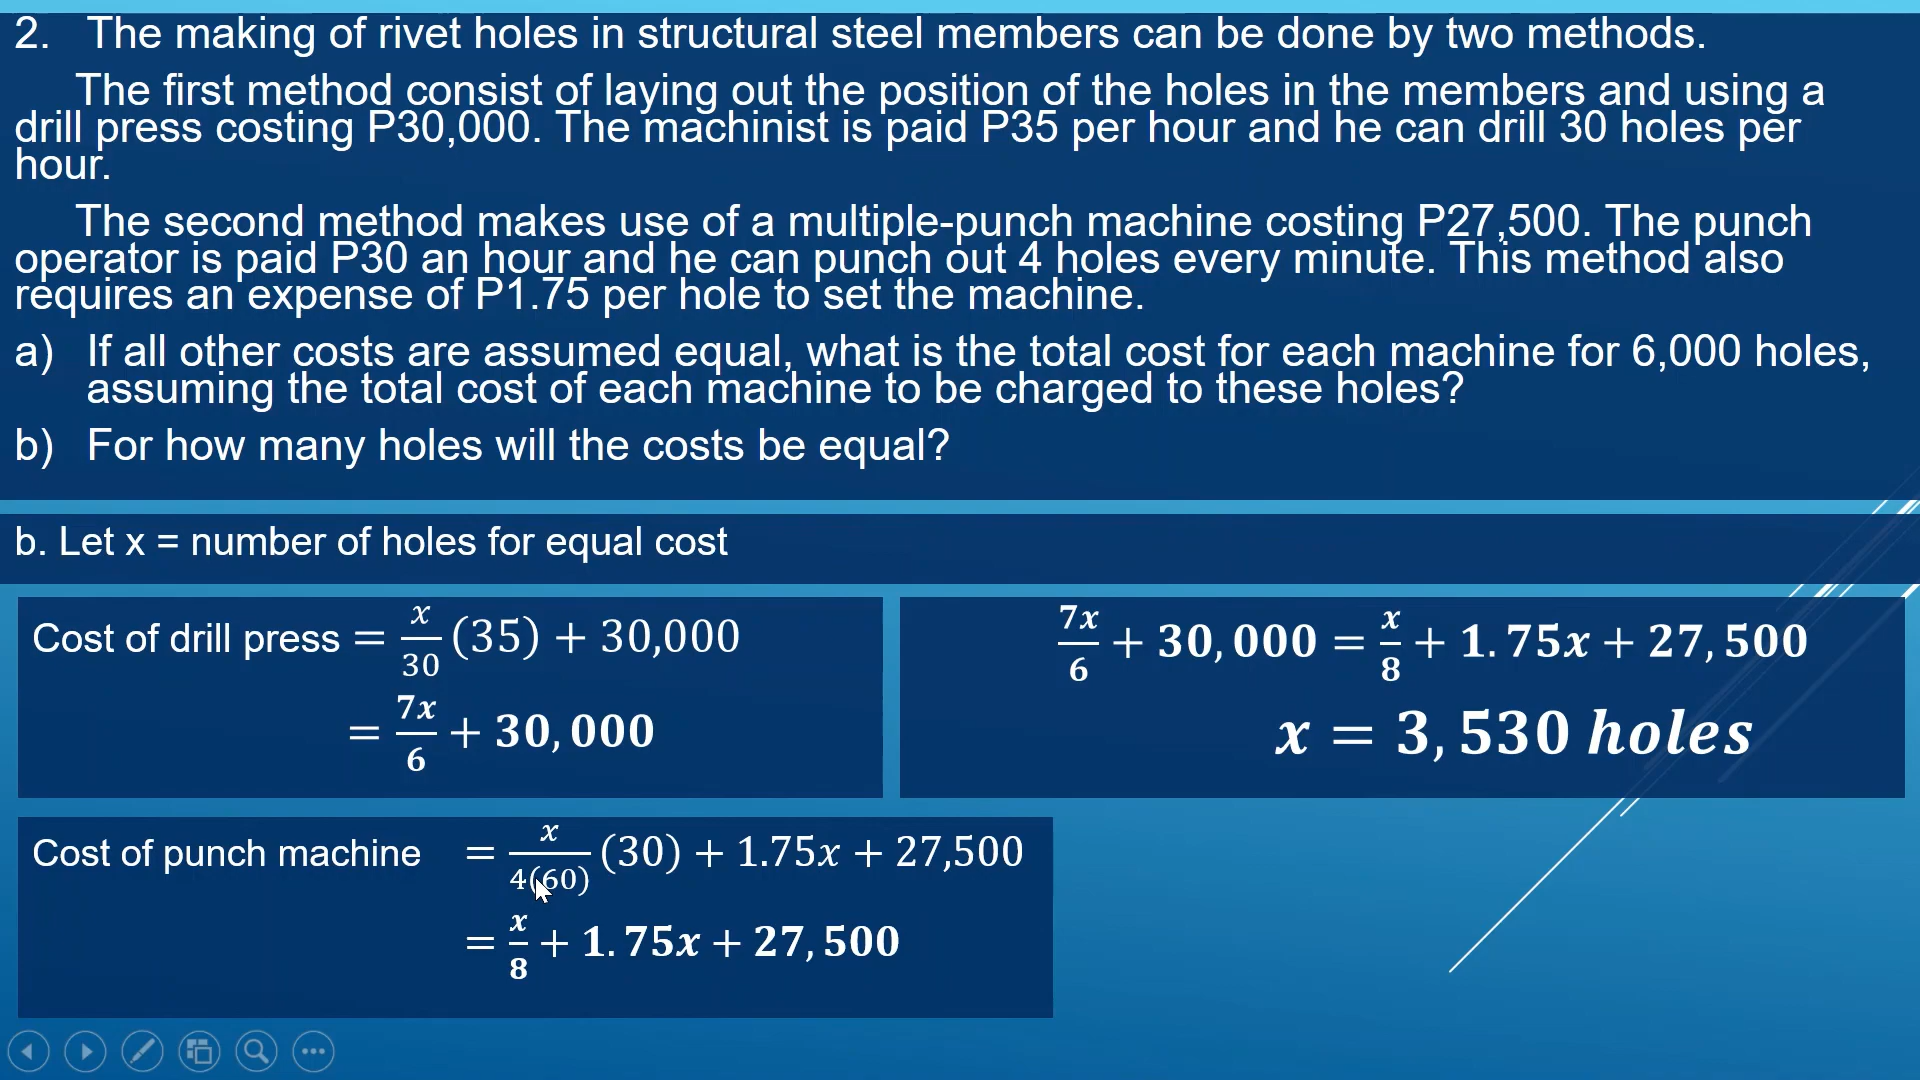 2. The making of rivet holes in structural steel members can be done by two methods.
The first method consist of laying out the position of the holes in the members and using a
drill press costing P30,000. The machinist is paid P35 per hour and he can drill 30 holes per
hour.
The second method makes use of a multiple-punch machine costing P27,500. The punch
operator is paid P30 an hour and he can punch out 4 holes every minute. This method also
requires an expense of P1.75 per hole to set the machine.
a) If all other costs are assumed equal, what is the total cost for each machine for 6,000 holes,
assuming the total cost of each machine to be charged to these holes?
b) For how many holes will the costs be equal?
b. Let x = number of holes for equal cost
Cost of drill press = x/30 (35) + 30,000
= 7x/6 + 30,000
7x/6 + 30,000 = x/8 + 1.75x + 27,500
x = 3,530 holes
Cost of punch machine = x/4(60) (30) + 1.75x + 27,500
= x/8 + 1.75x + 27,500